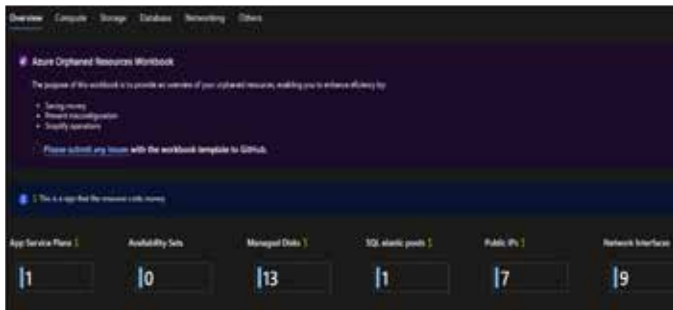 Overview Compute Storage Database Networking Others
Azure Orphaned Resources Workbook
The purpose of this workbook is to provide an overview of your orphaned resources, enabling you to enhance efficiency by:
Saving money
Prevent misconfiguration
Simplify operations
Please submit any issues with the workbook template to GitHub.
$ This is a sign that the resource costs money
App Service Plans $ Availability Sets Managed Disks $ SQL elastic pools $ Public IPs $ Network Interfaces
1 0 13 1 7 9